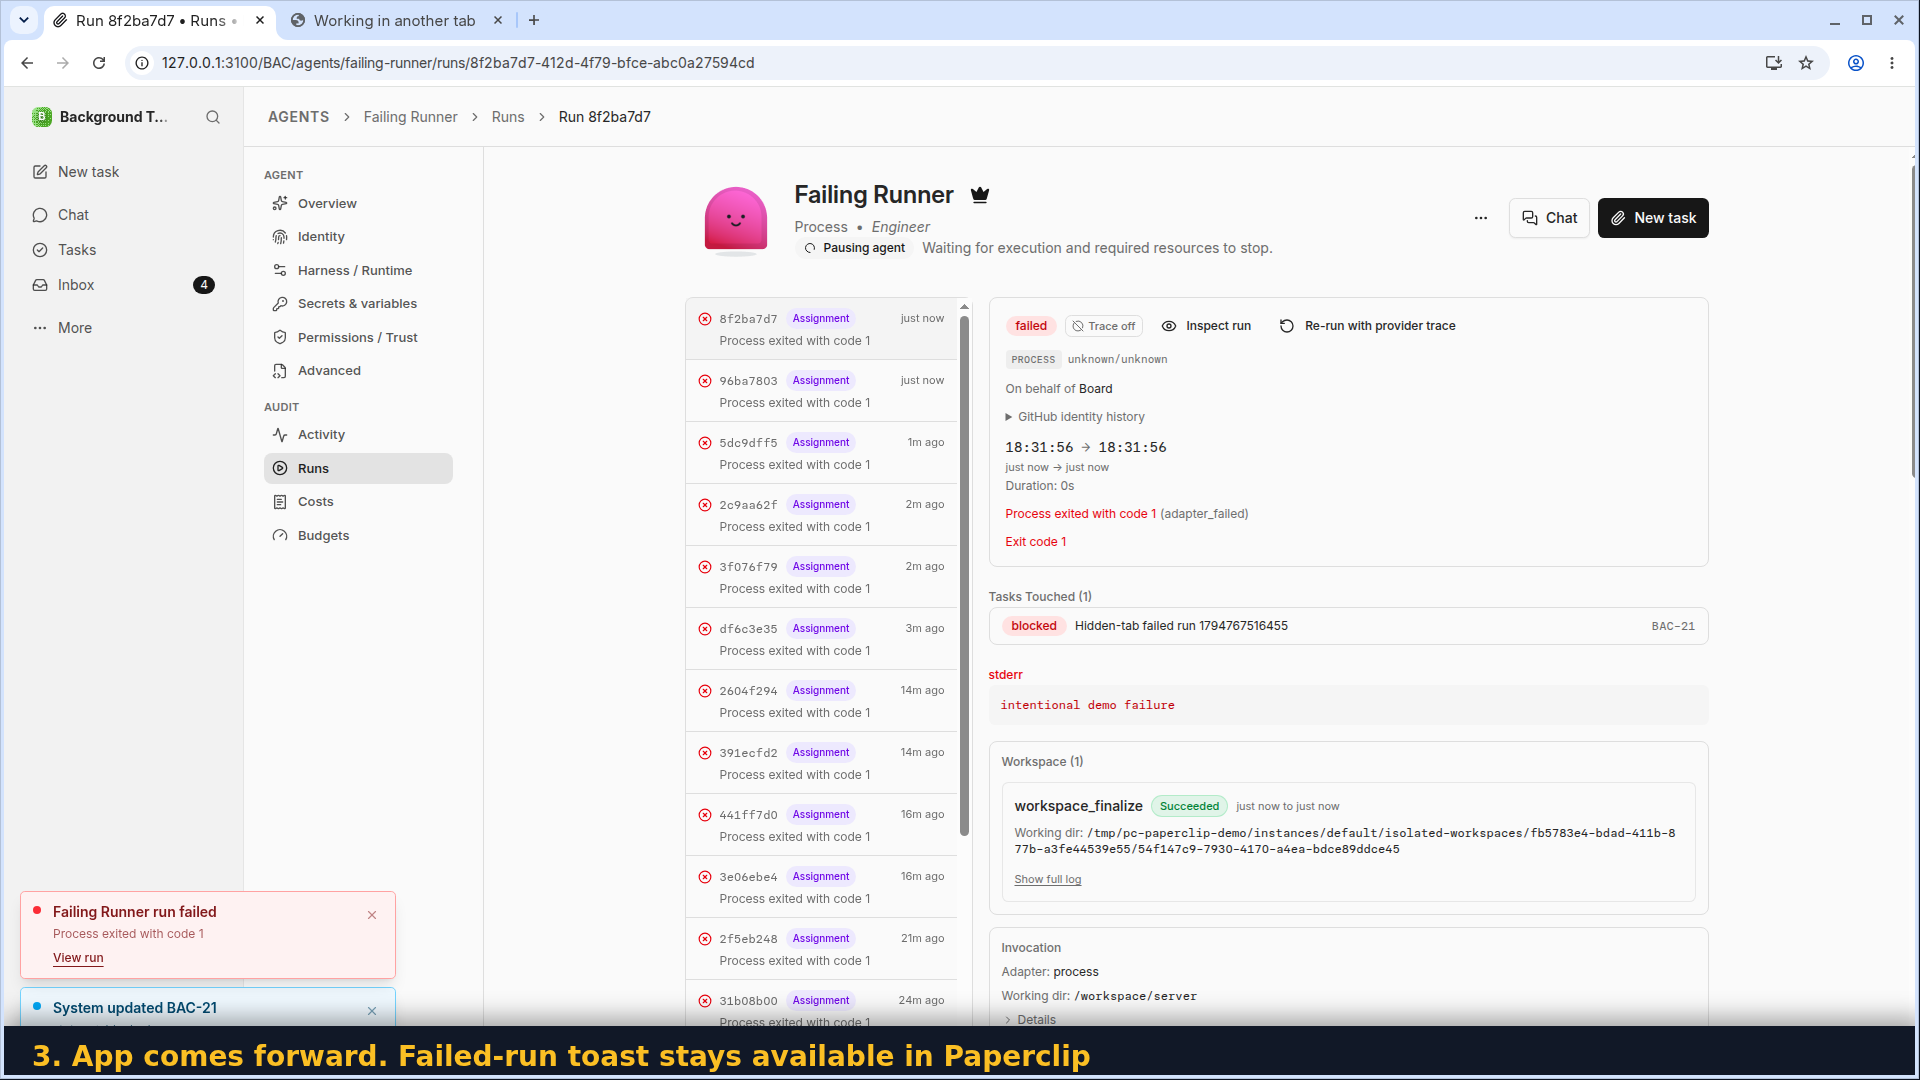 Run 8f2ba7d7 • Runs •
Working in another tab
127.0.0.1:3100/BAC/agents/failing-runner/runs/8f2ba7d7-412d-4f79-bfce-abc0a27594cd
B
Background T...
New task
Chat
Tasks
Inbox
4
More
AGENTS
Failing Runner
Runs
Run 8f2ba7d7
AGENT
Overview
Identity
Harness / Runtime
Secrets & variables
Permissions / Trust
Advanced
AUDIT
Activity
Runs
Costs
Budgets
Failing Runner
Process • Engineer
Pausing agent Waiting for execution and required resources to stop.
Chat
New task
8f2ba7d7 Assignment just now
Process exited with code 1
96ba7803 Assignment just now
Process exited with code 1
5dc9dff5 Assignment 1m ago
Process exited with code 1
2c9aa62f Assignment 2m ago
Process exited with code 1
3f076f79 Assignment 2m ago
Process exited with code 1
df6c3e35 Assignment 3m ago
Process exited with code 1
2604f294 Assignment 14m ago
Process exited with code 1
391ecfd2 Assignment 14m ago
Process exited with code 1
441ff7d0 Assignment 16m ago
Process exited with code 1
3e06ebe4 Assignment 16m ago
Process exited with code 1
2f5eb248 Assignment 21m ago
Process exited with code 1
31b08b00 Assignment 24m ago
Process exited with code 1
failed Trace off Inspect run Re-run with provider trace
PROCESS unknown/unknown
On behalf of Board
GitHub identity history
18:31:56 → 18:31:56
just now → just now
Duration: 0s
Process exited with code 1 (adapter_failed)
Exit code 1
Tasks Touched (1)
blocked Hidden-tab failed run 1794767516455 BAC-21
stderr
intentional demo failure
Workspace (1)
workspace_finalize Succeeded just now to just now
Working dir: /tmp/pc-paperclip-demo/instances/default/isolated-workspaces/fb5783e4-bdad-411b-8
77b-a3fe44539e55/54f147c9-7930-4170-a4ea-bdce89ddce45
Show full log
Invocation
Adapter: process
Working dir: /workspace/server
Details
Failing Runner run failed
Process exited with code 1
View run
System updated BAC-21
3. App comes forward. Failed-run toast stays available in Paperclip